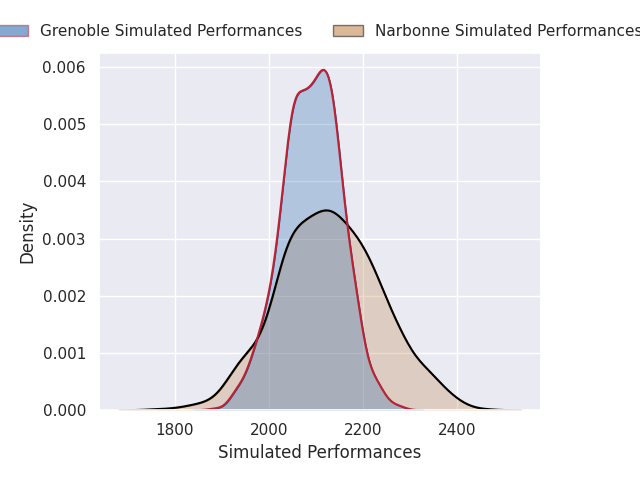 Grenoble Simulated Performances Narbonne Simulated Performances
0.006
0.005
0.004
0.003
0.002
0.001
0.000
Density
1800 2000 2200 2400
Simulated Performances